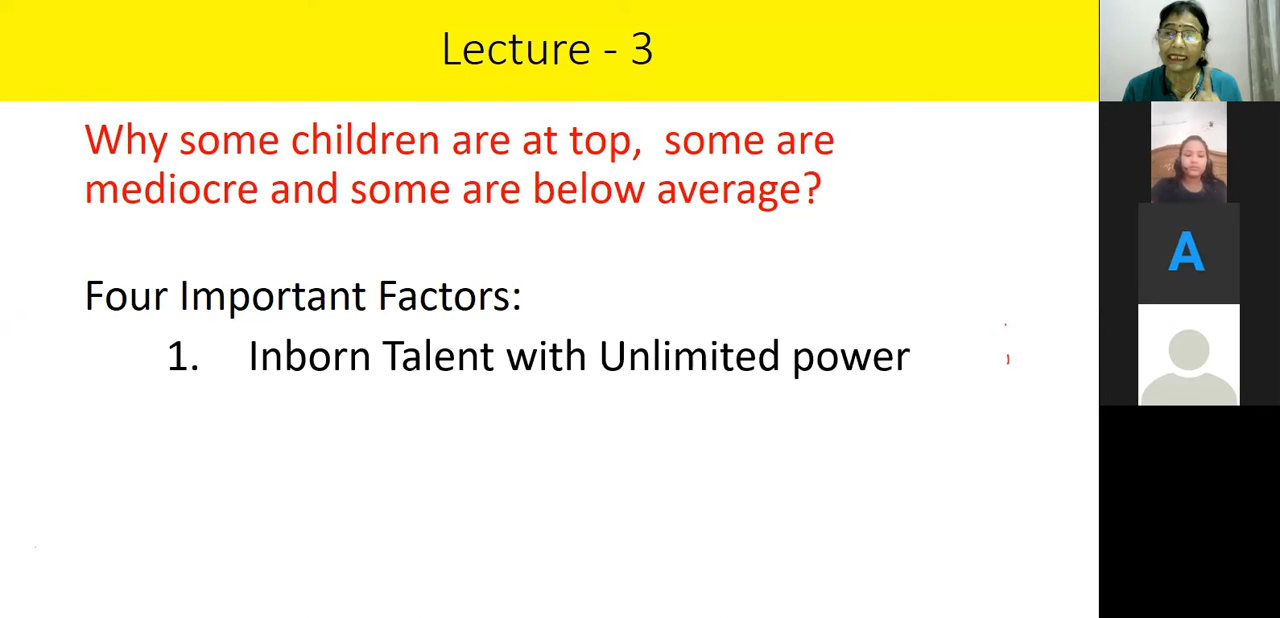 Lecture - 3
Why some children are at top,  some are
mediocre and some are below average?
Four Important Factors:
1. Inborn Talent with Unlimited power
A